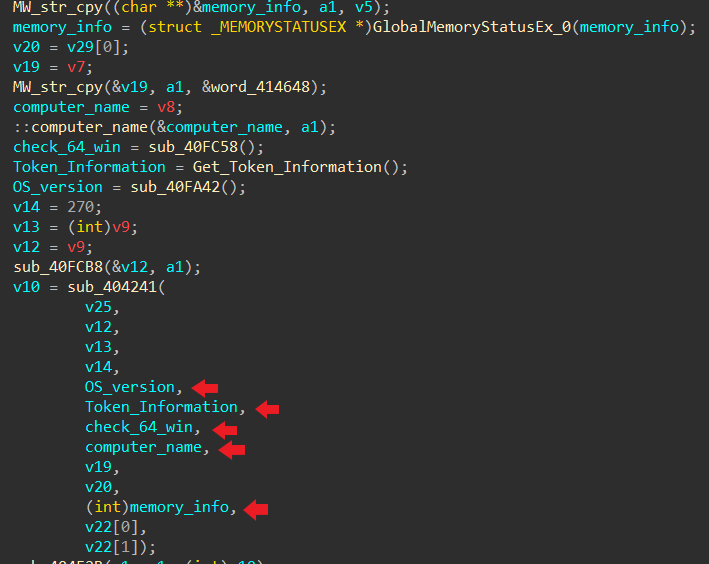 MW_str_cpy((char **)&memory_info, a1, v5);
memory_info = (struct _MEMORYSTATUSEX *)GlobalMemoryStatusEx_0(memory_info);
v20 = v29[0];
v19 = v7;
MW_str_cpy(&v19, a1, &word_414648);
computer_name = v8;
::computer_name(&computer_name, a1);
check_64_win = sub_40FC58();
Token_Information = Get_Token_Information();
OS_version = sub_40FA42();
v14 = 270;
v13 = (int)v9;
v12 = v9;
sub_40FCB8(&v12, a1);
v10 = sub_404241(
v25,
v12,
v13,
v14,
OS_version,
Token_Information,
check_64_win,
computer_name,
v19,
v20,
(int)memory_info,
v22[0],
v22[1]);